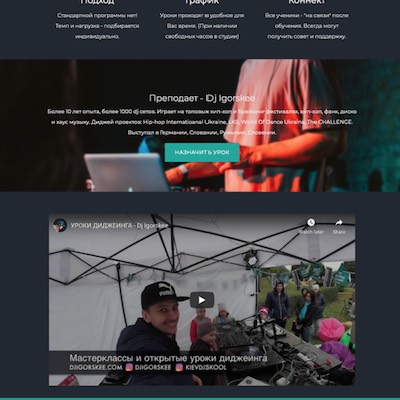 Подход
График
Коннект
Стандартной программы нет!
Темп и нагрузка - подбирается
индивидуально.
Уроки проходят в удобное для
Вас время. (При наличии
свободных часов в студии)
Все ученики - "на связи" после
обучения. Всегда могут
получить совет и поддержку.
Преподает - Dj Igorskee
Более 10 лет опыта, более 1000 dj сетов. Играет на топовых хип-хоп и брейкинг фестивалях, хип-хоп, фанк, диско
и хаус музыку. Диджей проектов: Hip-hop International Ukraine, UKS, World Of Dance Ukraine, The CHALLENGE.
Выступал в Германии, Словакии, Румынии, Словении.
НАЗНАЧИТЬ УРОК
УРОКИ ДИДЖЕИНГА - Dj Igorskee
Watch later
Share
Мастерклассы и открытые уроки диджеинга
DJIGORSKEE.COM DJIGORSKEE KIEVDJSKOOL